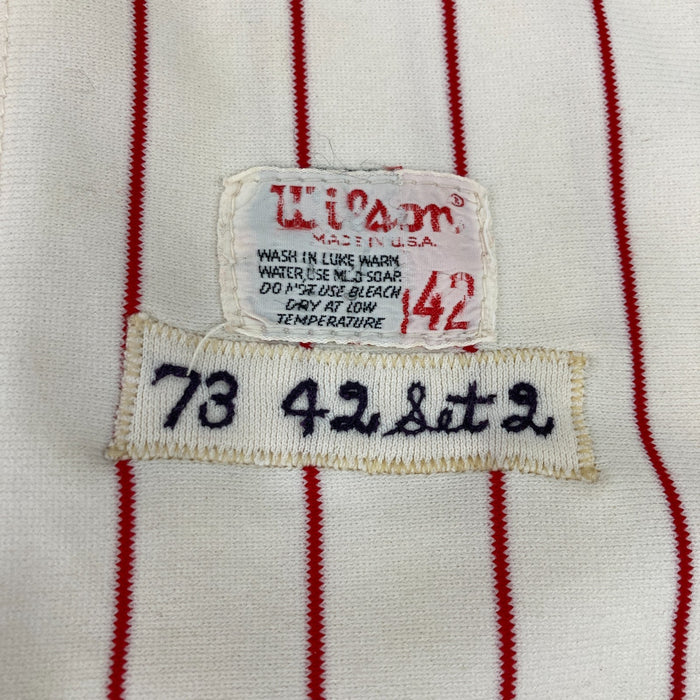 Wilson®
MADE IN U.S.A.
WASH IN LUKE WARM
WATER, USE MILD SOAP.
DO NOT USE BLEACH
DRY AT LOW
TEMPERATURE
42
73 42 Set 2